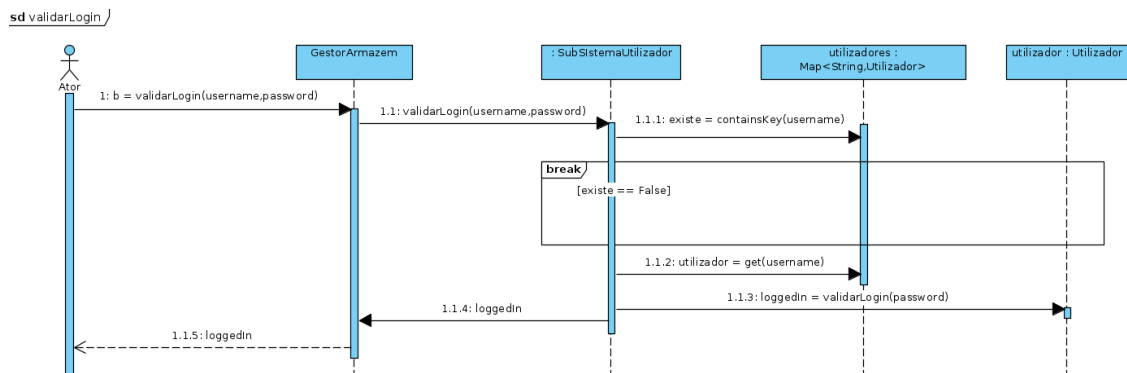 sd validarLogin
Ator
GestorArmazem
: SubSIstemaUtilizador
utilizadores :
Map<String,Utilizador>
utilizador : Utilizador
1: b = validarLogin(username,password)
1.1: validarLogin(username,password)
1.1.1: existe = containsKey(username)
break
[existe == False]
1.1.2: utilizador = get(username)
1.1.3: loggedIn = validarLogin(password)
1.1.4: loggedIn
1.1.5: loggedIn